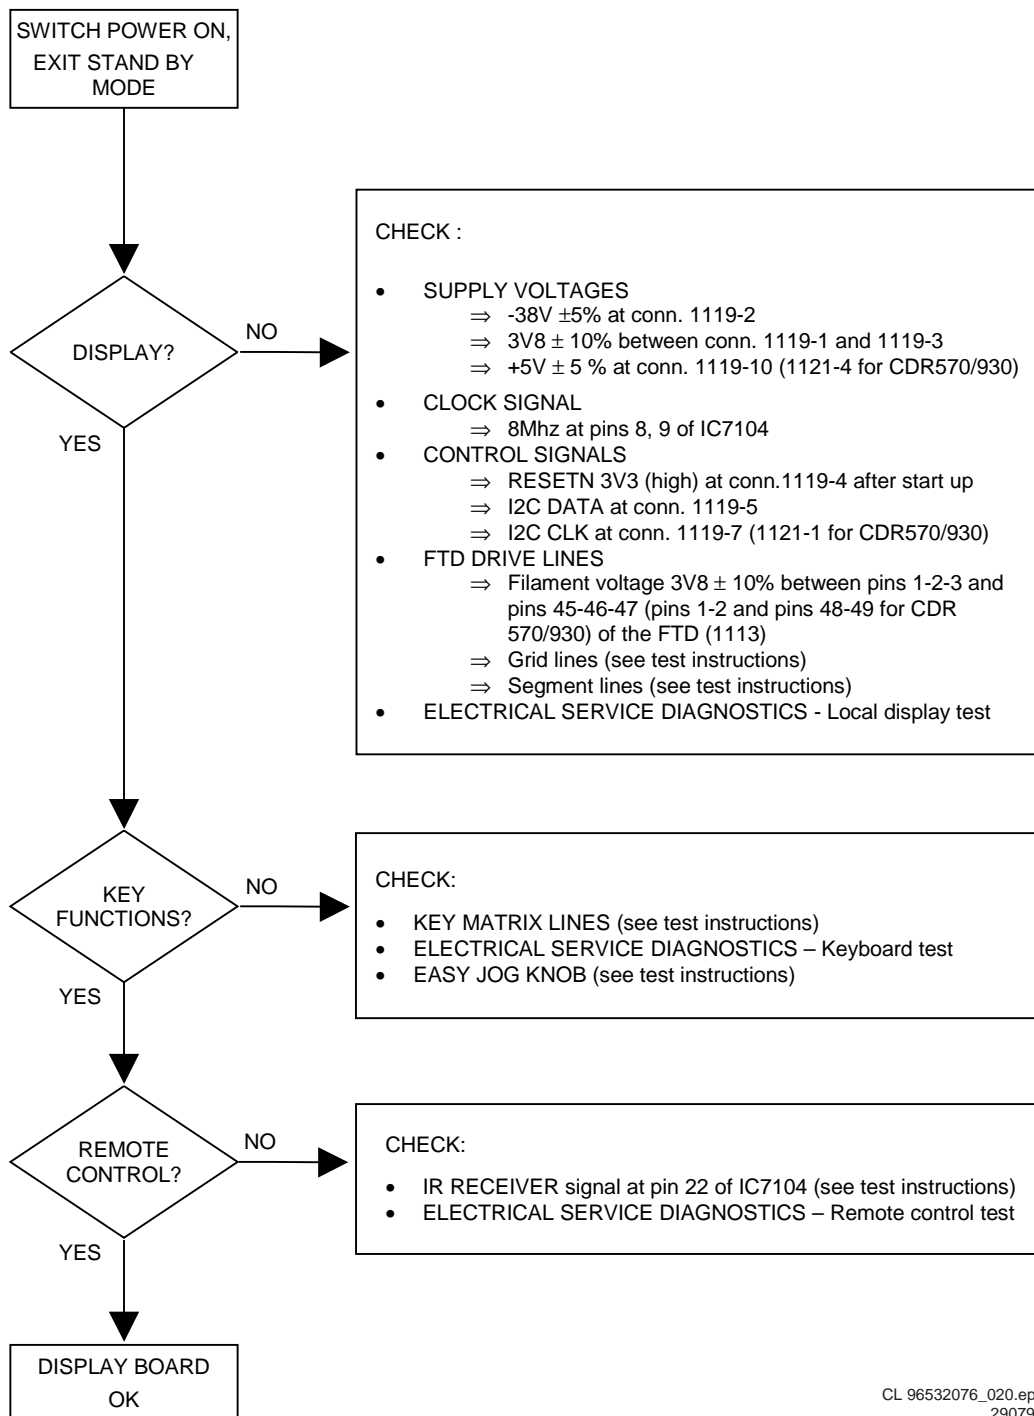 SWITCH POWER ON,
EXIT STAND BY
MODE
DISPLAY?
NO
YES
CHECK :
• SUPPLY VOLTAGES
⇒ -38V ±5% at conn. 1119-2
⇒ 3V8 ± 10% between conn. 1119-1 and 1119-3
⇒ +5V ± 5 % at conn. 1119-10 (1121-4 for CDR570/930)
• CLOCK SIGNAL
⇒ 8Mhz at pins 8, 9 of IC7104
• CONTROL SIGNALS
⇒ RESETN 3V3 (high) at conn.1119-4 after start up
⇒ I2C DATA at conn. 1119-5
⇒ I2C CLK at conn. 1119-7 (1121-1 for CDR570/930)
• FTD DRIVE LINES
⇒ Filament voltage 3V8 ± 10% between pins 1-2-3 and
pins 45-46-47 (pins 1-2 and pins 48-49 for CDR
570/930) of the FTD (1113)
⇒ Grid lines (see test instructions)
⇒ Segment lines (see test instructions)
• ELECTRICAL SERVICE DIAGNOSTICS - Local display test
KEY
FUNCTIONS?
NO
YES
CHECK:
• KEY MATRIX LINES (see test instructions)
• ELECTRICAL SERVICE DIAGNOSTICS – Keyboard test
• EASY JOG KNOB (see test instructions)
REMOTE
CONTROL?
NO
YES
CHECK:
• IR RECEIVER signal at pin 22 of IC7104 (see test instructions)
• ELECTRICAL SERVICE DIAGNOSTICS – Remote control test
DISPLAY BOARD
OK
CL 96532076_020.ep
29079